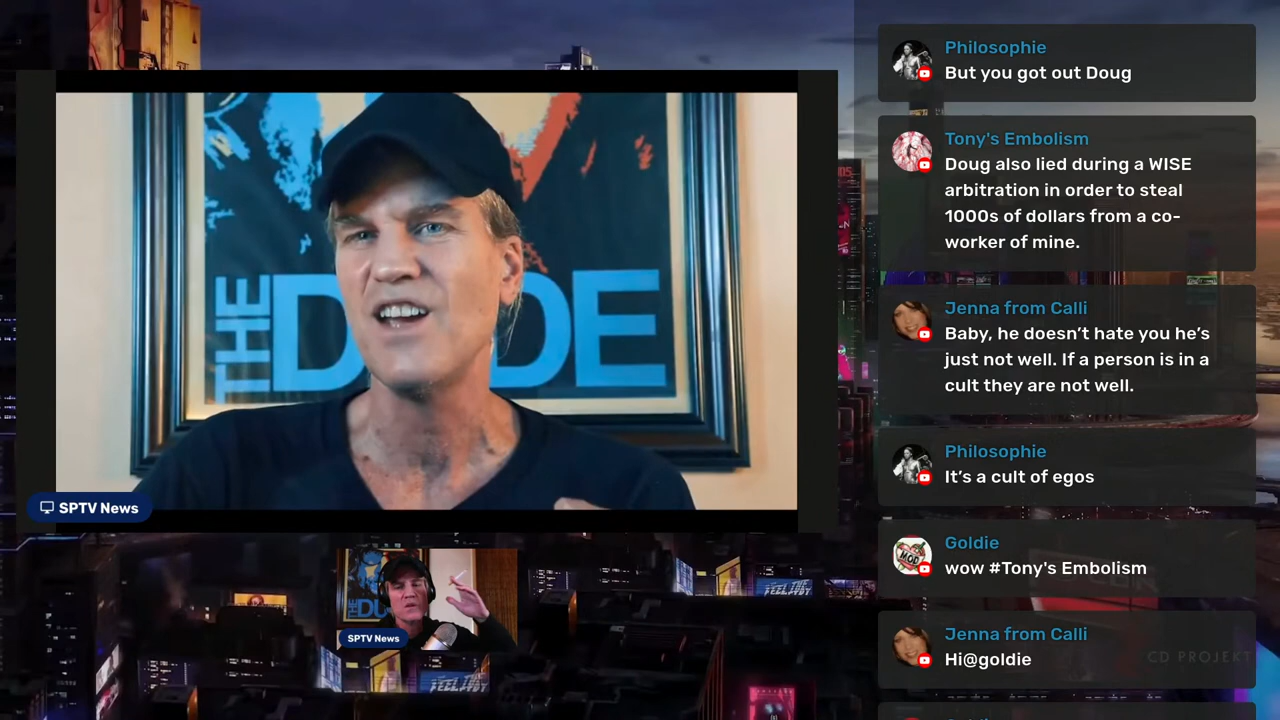 Philosophie
But you got out Doug
Tony's Embolism
Doug also lied during a WISE
arbitration in order to steal
1000s of dollars from a co-
worker of mine.
Jenna from Calli
Baby, he doesn’t hate you he’s
just not well. If a person is in a
cult they are not well.
Philosophie
It’s a cult of egos
Goldie
MOD
wow #Tony's Embolism
Jenna from Calli
Hi@goldie
CD PROJEKT
THE
SPTV News
SPTV News
FEEL THE